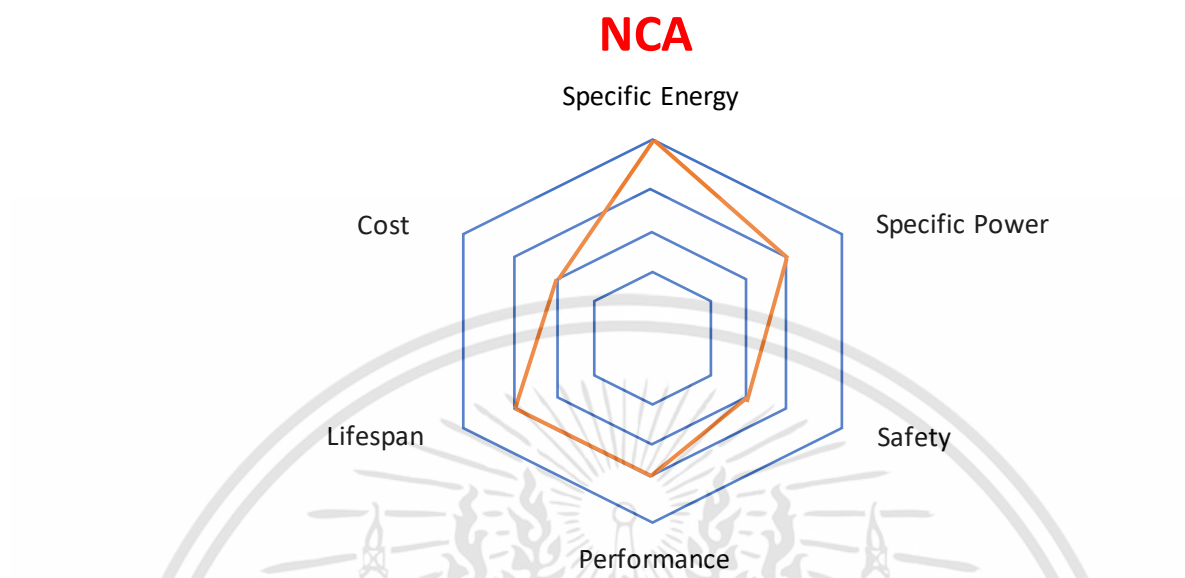 NCA
Specific Energy
Cost
Specific Power
Lifespan
Safety
Performance